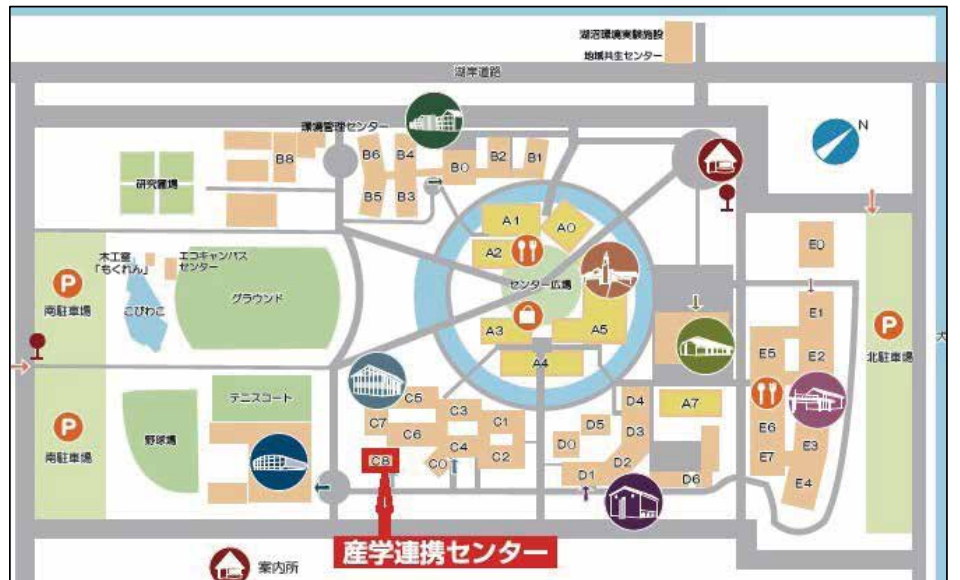 湖沼環境実験施設
地域共生センター
湖岸道路
N
環境管理センター
B8
B6
B4
B0
B2
B1
B5
B3
研究圃場
A1
A0
A2
E0
木工室
「もくれん」
エコキャンパス
センター
P
南駐車場
こびわこ
グラウンド
センター広場
A3
A5
A4
E1
E5
E2
P
北駐車場
大
テニスコート
C5
C7
C3
C1
C6
C4
C2
C8
C0
D4
A7
D5
D0
D3
D2
D1
D6
E6
E3
E7
E4
P
南駐車場
野球場
産学連携センター
案内所